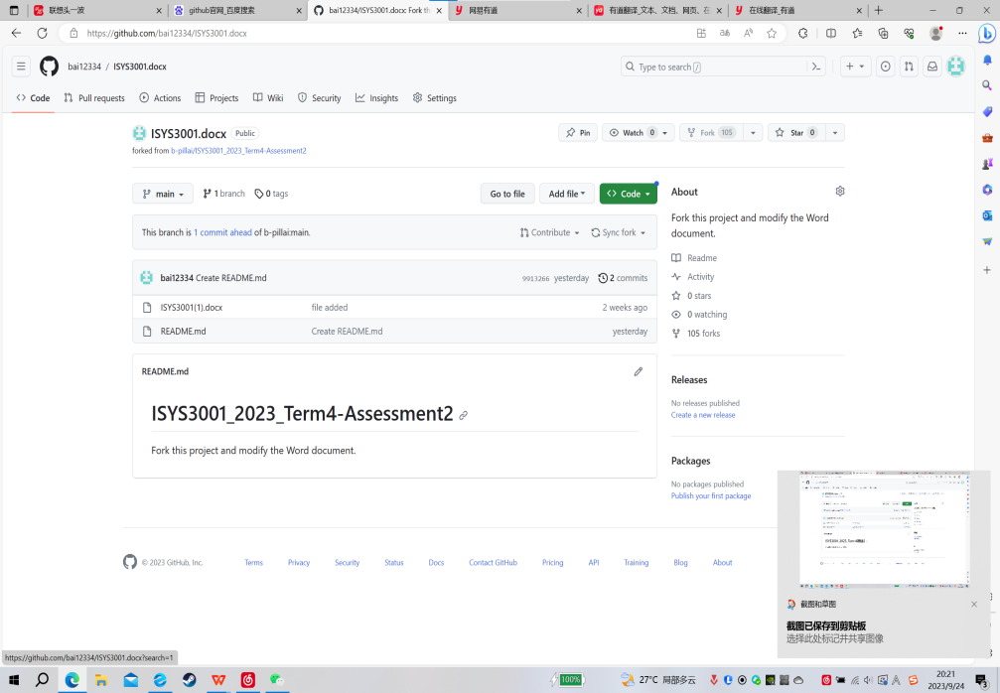 联想头一波
github官网_百度搜索
bai12334/ISYS3001.docx: Fork th
网易有道
有道翻译_文本、文档、网页、在
在线翻译_有道
https://github.com/bai12334/ISYS3001.docx
bai12334 / ISYS3001.docx
Type to search /
Code Pull requests Actions Projects Wiki Security Insights Settings
ISYS3001.docx Public
Pin Watch 0 Fork 105 Star 0
forked from b-pillai/ISYS3001_2023_Term4-Assessment2
main 1 branch 0 tags
Go to file Add file Code
About
Fork this project and modify the Word document.
This branch is 1 commit ahead of b-pillai:main.
Contribute Sync fork
Readme
Activity
0 stars
0 watching
105 forks
bai12334 Create README.md
9913266 yesterday 2 commits
ISYS3001(1).docx file added 2 weeks ago
README.md Create README.md yesterday
README.md
ISYS3001_2023_Term4-Assessment2
Fork this project and modify the Word document.
Releases
No releases published
Create a new release
Packages
No packages published
Publish your first package
© 2023 GitHub, Inc.
Terms Privacy Security Status Docs Contact GitHub Pricing API Training Blog About
截图和草图
截图已保存到剪贴板
选择此处标记并共享图像
https://github.com/bai12334/ISYS3001.docx?search=1
100%
27°C 局部多云
20:21
2023/9/24